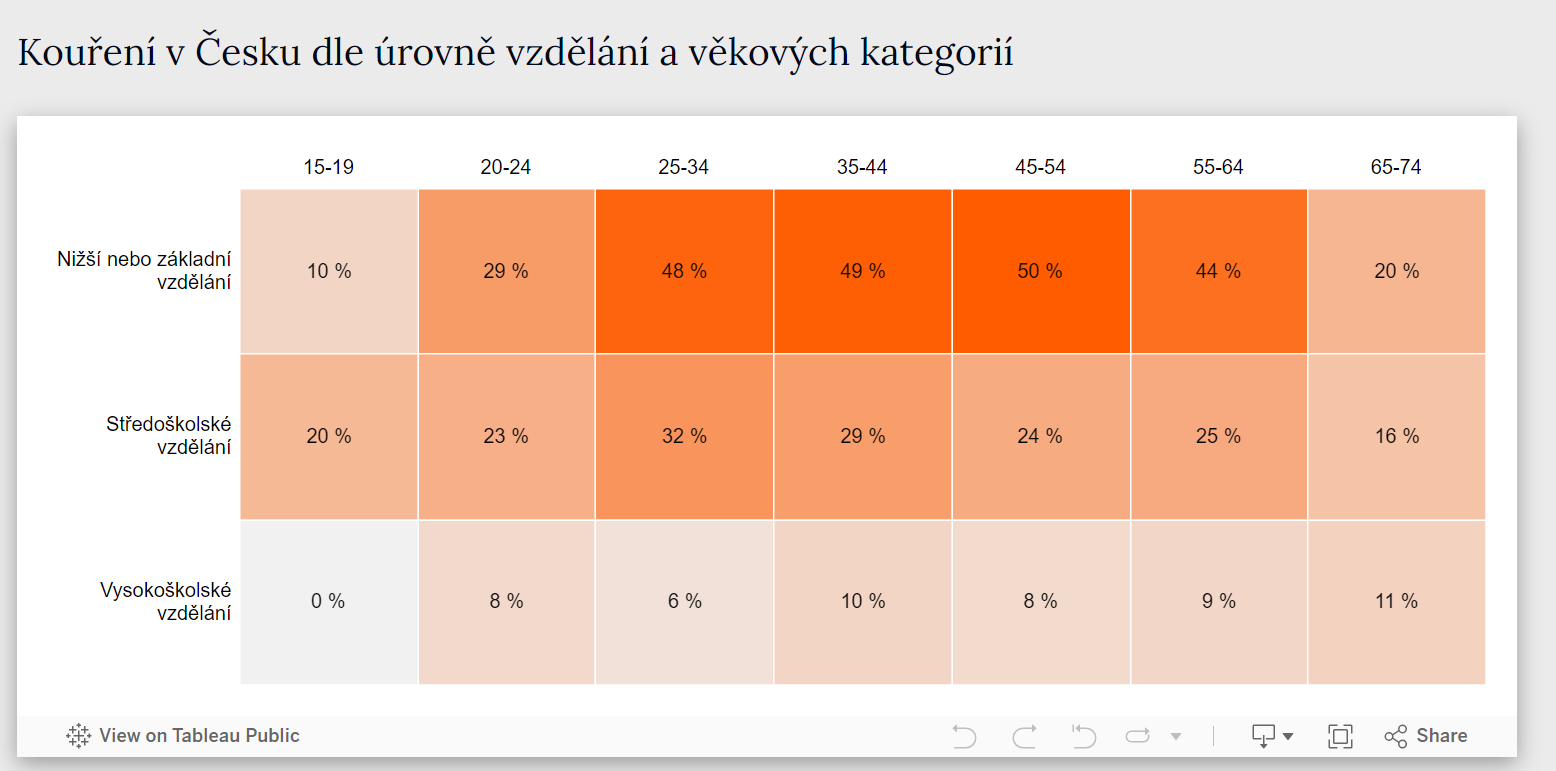 Kouření v Česku dle úrovně vzdělání a věkových kategorií
15-19 20-24 25-34 35-44 45-54 55-64 65-74
Nižší nebo základní
vzdělání
10 % 29 % 48 % 49 % 50 % 44 % 20 %
Středoškolské
vzdělání
20 % 23 % 32 % 29 % 24 % 25 % 16 %
Vysokoškolské
vzdělání
0 % 8 % 6 % 10 % 8 % 9 % 11 %
View on Tableau Public
Share